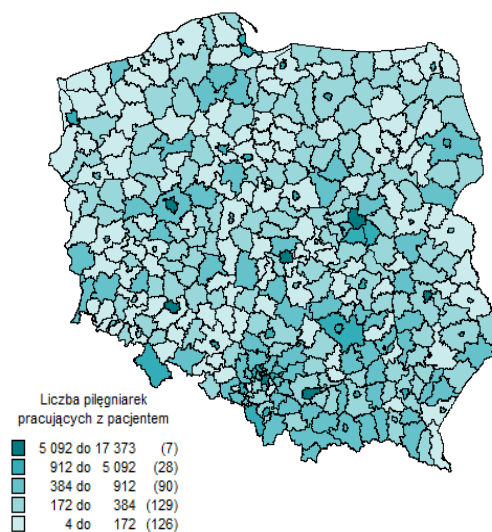 Liczba pilęgniarek
pracujących z pacjentem
5 092 do 17 373 (7)
912 do 5 092 (28)
384 do 912 (90)
172 do 384 (129)
4 do 172 (126)